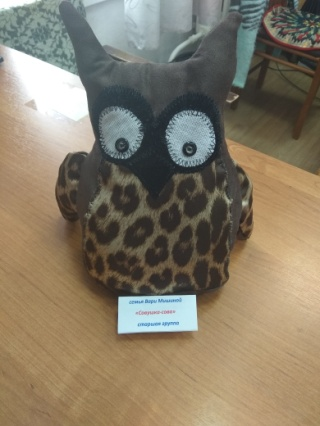 семья Вари Мишиной
«Совушка-сова»
старшая группа